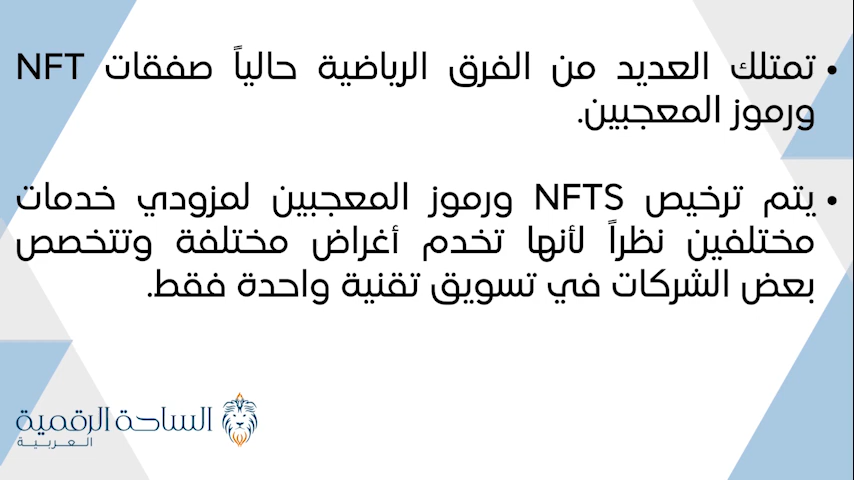 • تمتلك العديد من الفرق الرياضية حالياً صفقات NFT
ورموز المعجبين.
• يتم ترخيص NFTS ورموز المعجبين لمزودي خدمات
مختلفين نظراً لأنها تخدم أغراض مختلفة وتتخصص
بعض الشركات في تسويق تقنية واحدة فقط.
الساحة الرقمية
العربية